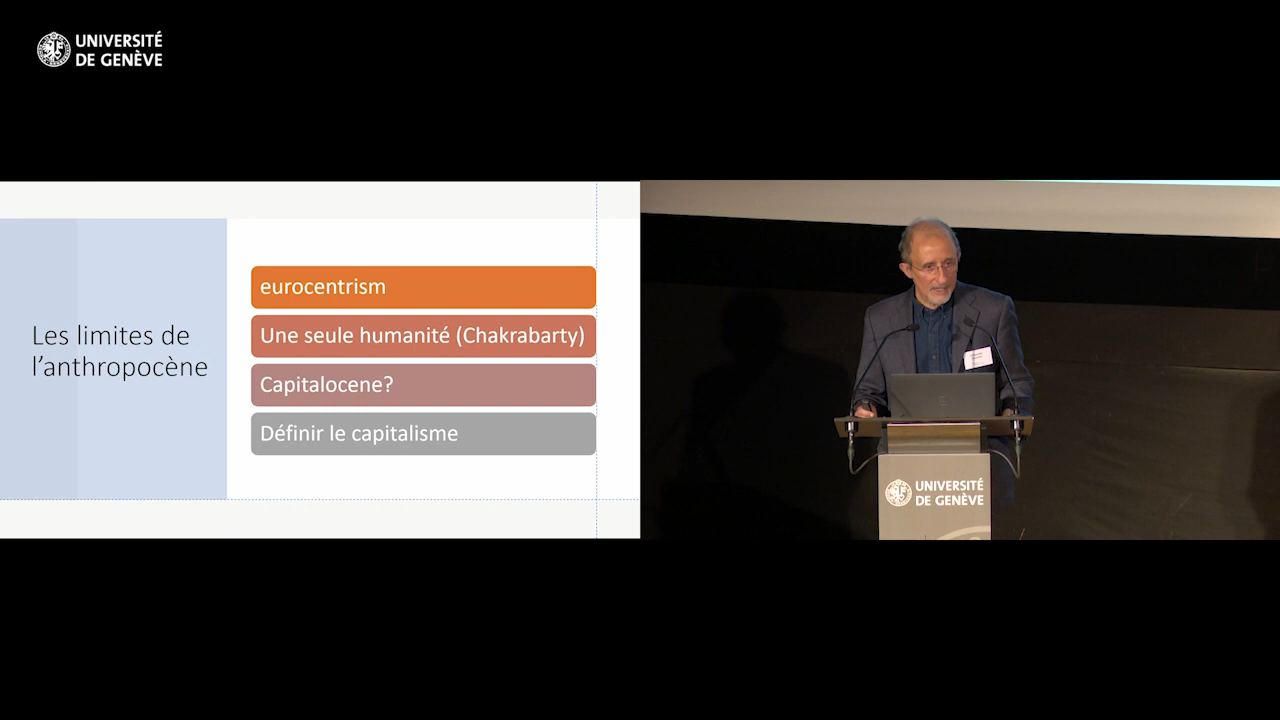 UNIVERSITÉ
DE GENÈVE
Les limites de
l'anthropocène
eurocentrism
Une seule humanité (Chakrabarty)
Capitalocene?
Définir le capitalisme
UNIVERSITÉ
DE GENÈVE